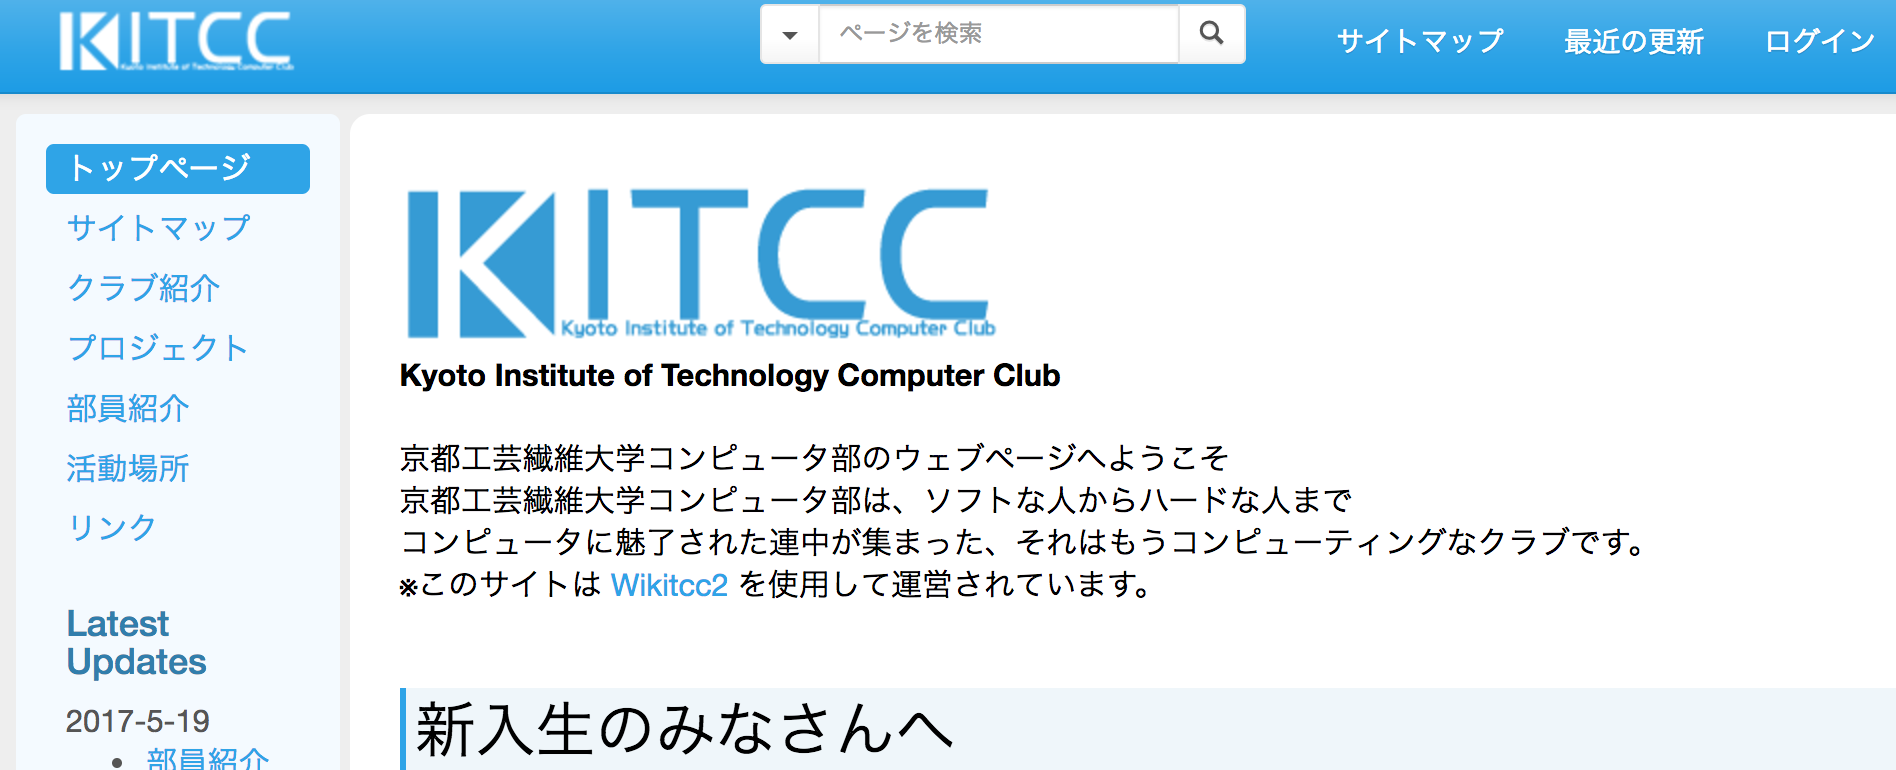 KITCC
Kyoto Institute of Technology Computer Club
ページを検索
サイトマップ
最近の更新
ログイン
トップページ
サイトマップ
クラブ紹介
プロジェクト
部員紹介
活動場所
リンク
Latest
Updates
2017-5-19
部員紹介
KITCC
Kyoto Institute of Technology Computer Club
Kyoto Institute of Technology Computer Club
京都工芸繊維大学コンピュータ部のウェブページへようこそ
京都工芸繊維大学コンピュータ部は、ソフトな人からハードな人まで
コンピュータに魅了された連中が集まった、それはもうコンピューティングなクラブです。
※このサイトは Wikitcc2 を使用して運営されています。
新入生のみなさんへ